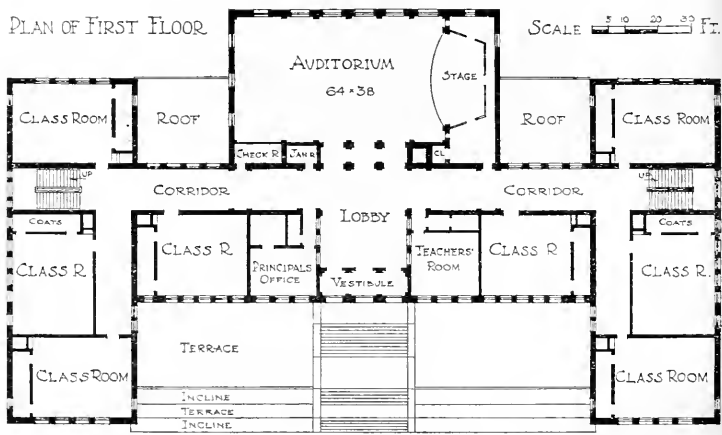 PLAN OF FIRST FLOOR
SCALE 5 10 20 30 FT.
AUDITORIUM
64 × 38
STAGE
CLASS ROOM
ROOF
ROOF
CLASS ROOM
CHECK R.
JAN R.
CL
UP
CORRIDOR
CORRIDOR
UP
COATS
COATS
LOBBY
CLASS R.
CLASS R.
PRINCIPALS
OFFICE
TEACHERS'
ROOM
CLASS R
CLASS R.
VESTIBULE
TERRACE
CLASS ROOM
CLASS ROOM
INCLINE
TERRACE
INCLINE